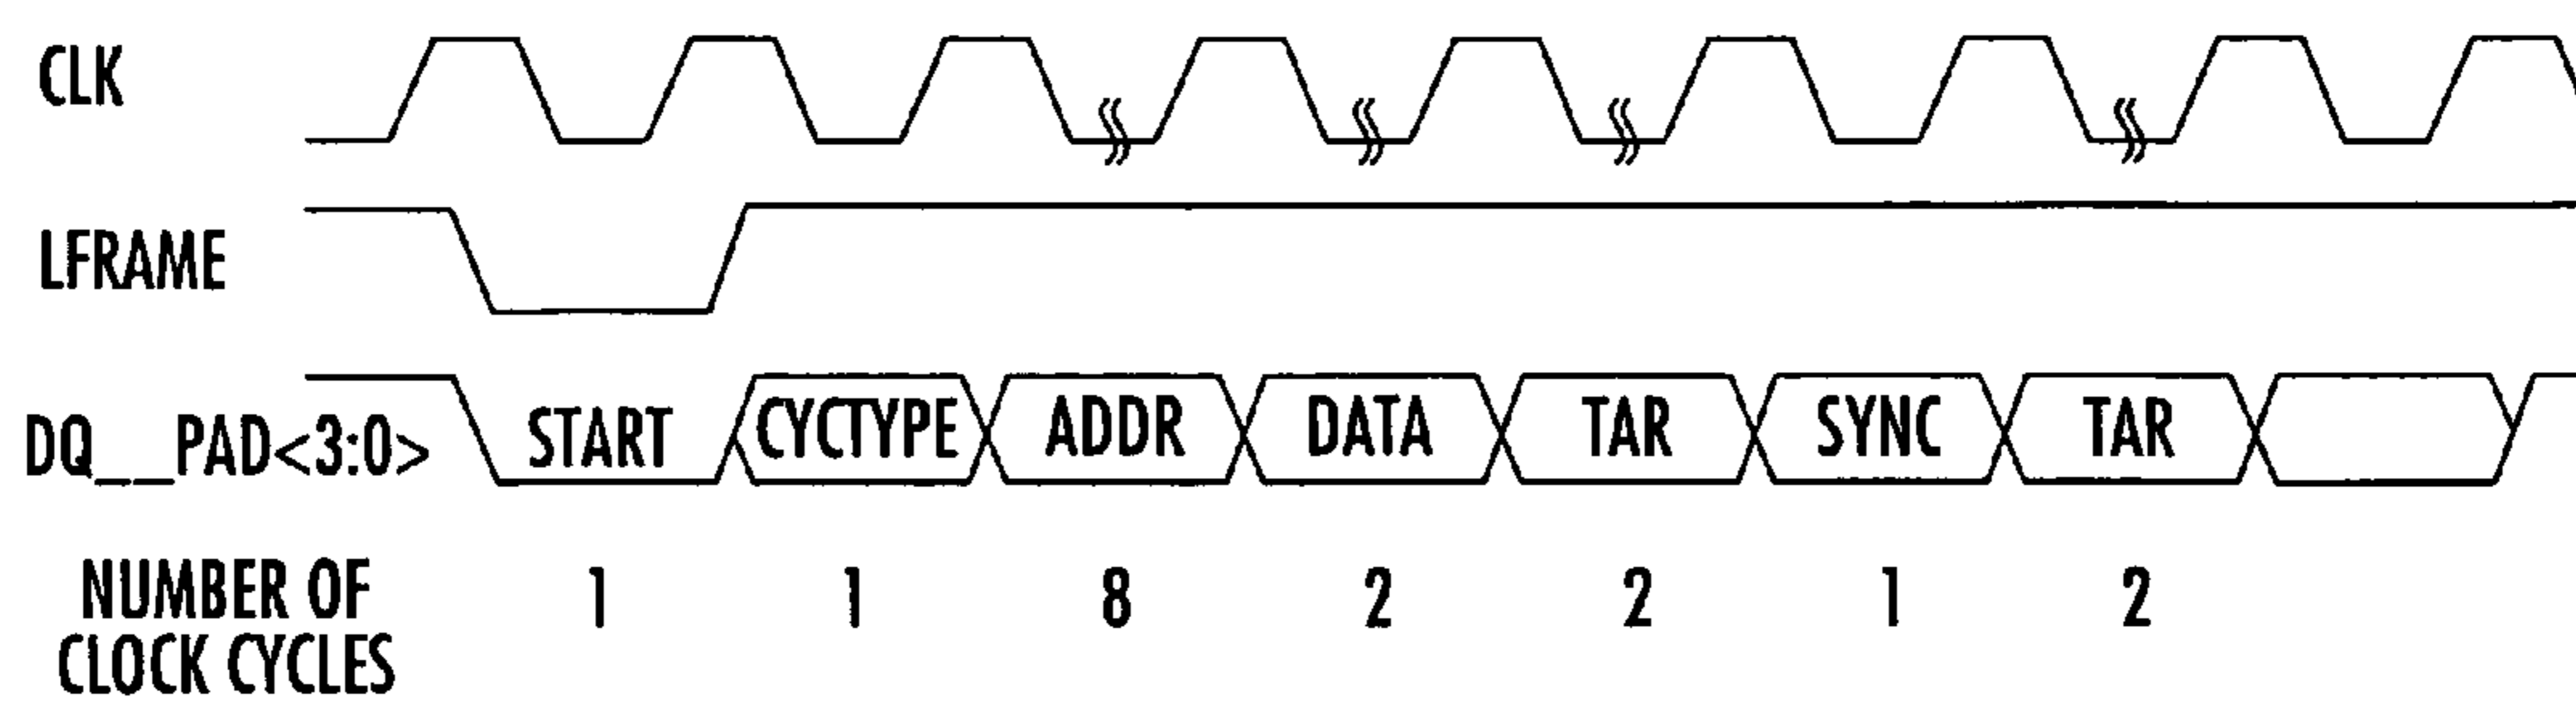 CLK
LFRAME
DQ__PAD<3:0> START CYCTYPE ADDR DATA TAR SYNC TAR
NUMBER OF CLOCK CYCLES 1 1 8 2 2 1 2